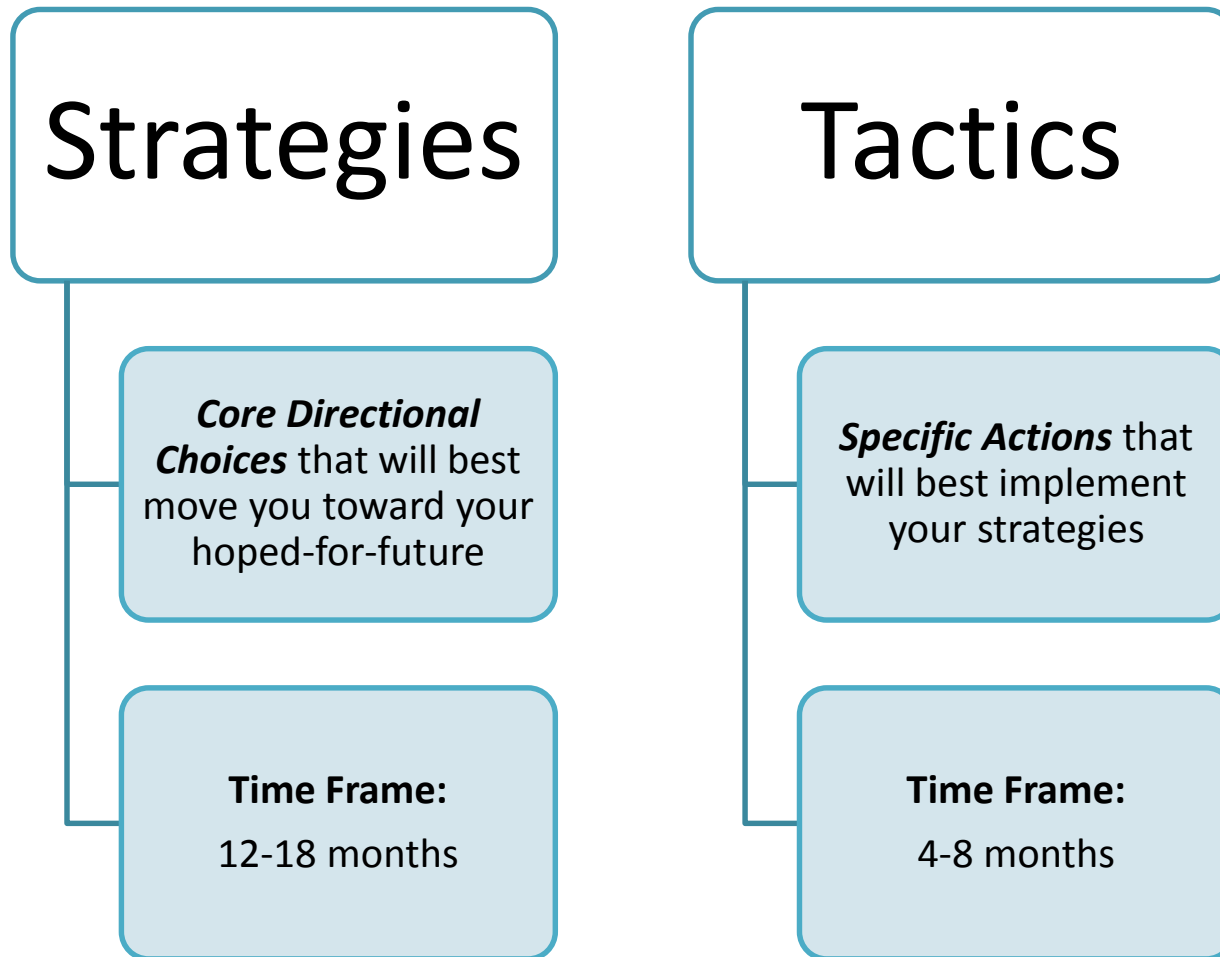 Strategies
Core Directional
Choices that will best
move you toward your
hoped-for-future
Time Frame:
12-18 months
Tactics
Specific Actions that
will best implement
your strategies
Time Frame:
4-8 months